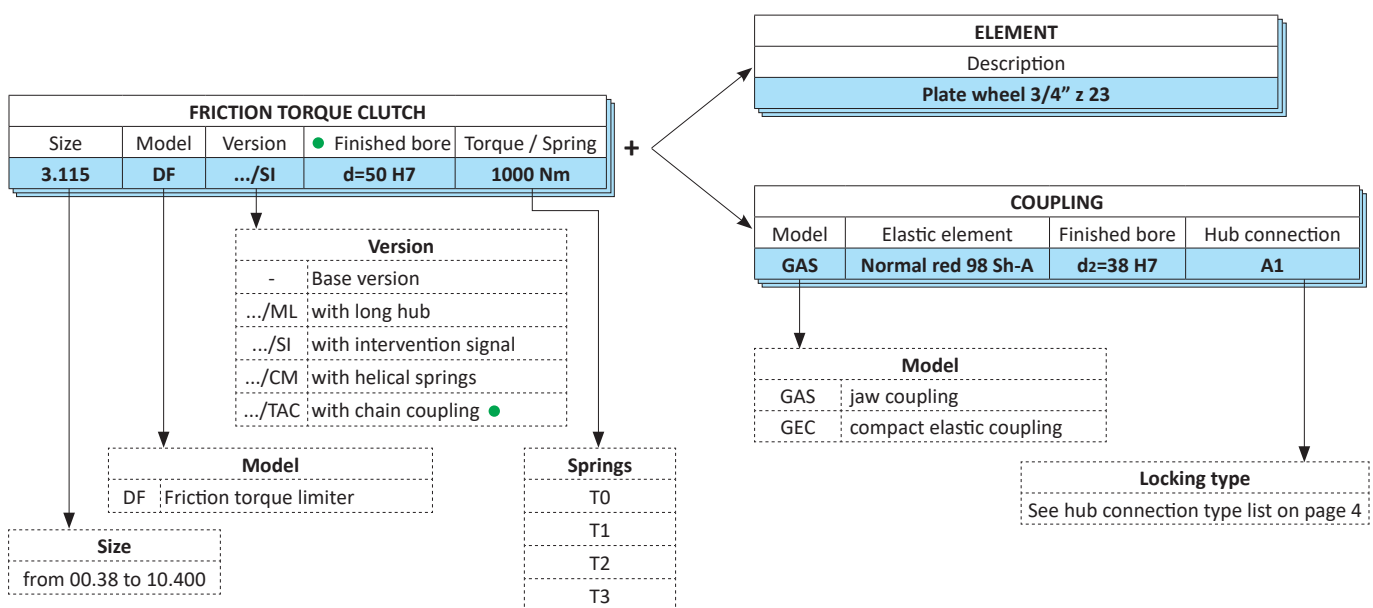 FRICTION TORQUE CLUTCH
Size Model Version ● Finished bore Torque / Spring
3.115 DF .../SI d=50 H7 1000 Nm
+
ELEMENT
Description
Plate wheel 3/4” z 23
COUPLING
Model Elastic element Finished bore Hub connection
GAS Normal red 98 Sh-A d2=38 H7 A1
Version
- Base version
.../ML with long hub
.../SI with intervention signal
.../CM with helical springs
.../TAC with chain coupling ●
Model
DF Friction torque limiter
Size
from 00.38 to 10.400
Springs
T0
T1
T2
T3
Model
GAS jaw coupling
GEC compact elastic coupling
Locking type
See hub connection type list on page 4